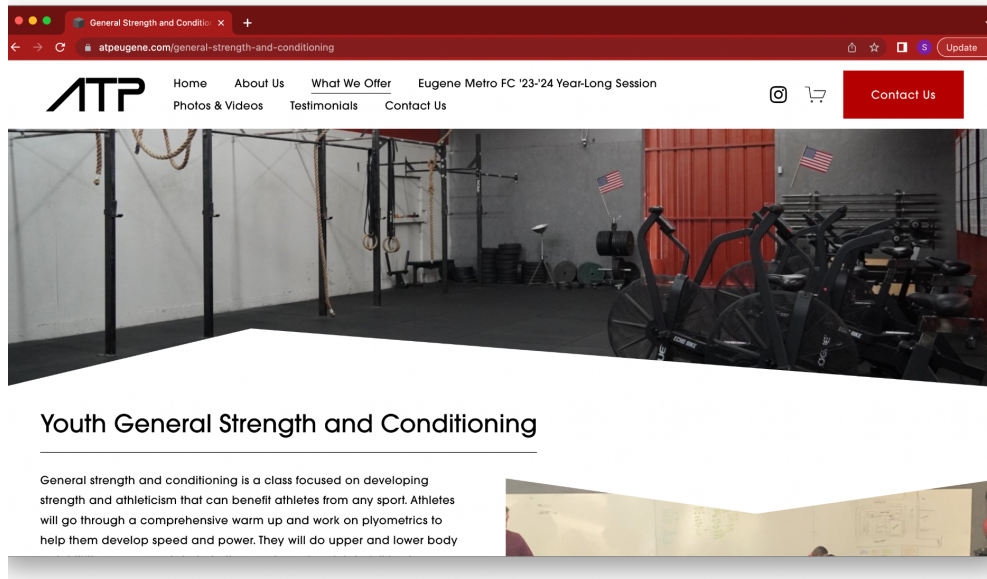 General Strength and Conditio
atpeugene.com/general-strength-and-conditioning
S
Update
ATP
Home About Us What We Offer Eugene Metro FC '23-'24 Year-Long Session
Photos & Videos Testimonials Contact Us
Contact Us
ECHO BIKE
ROGUE
Youth General Strength and Conditioning
General strength and conditioning is a class focused on developing
strength and athleticism that can benefit athletes from any sport. Athletes
will go through a comprehensive warm up and work on plyometrics to
help them develop speed and power. They will do upper and lower body